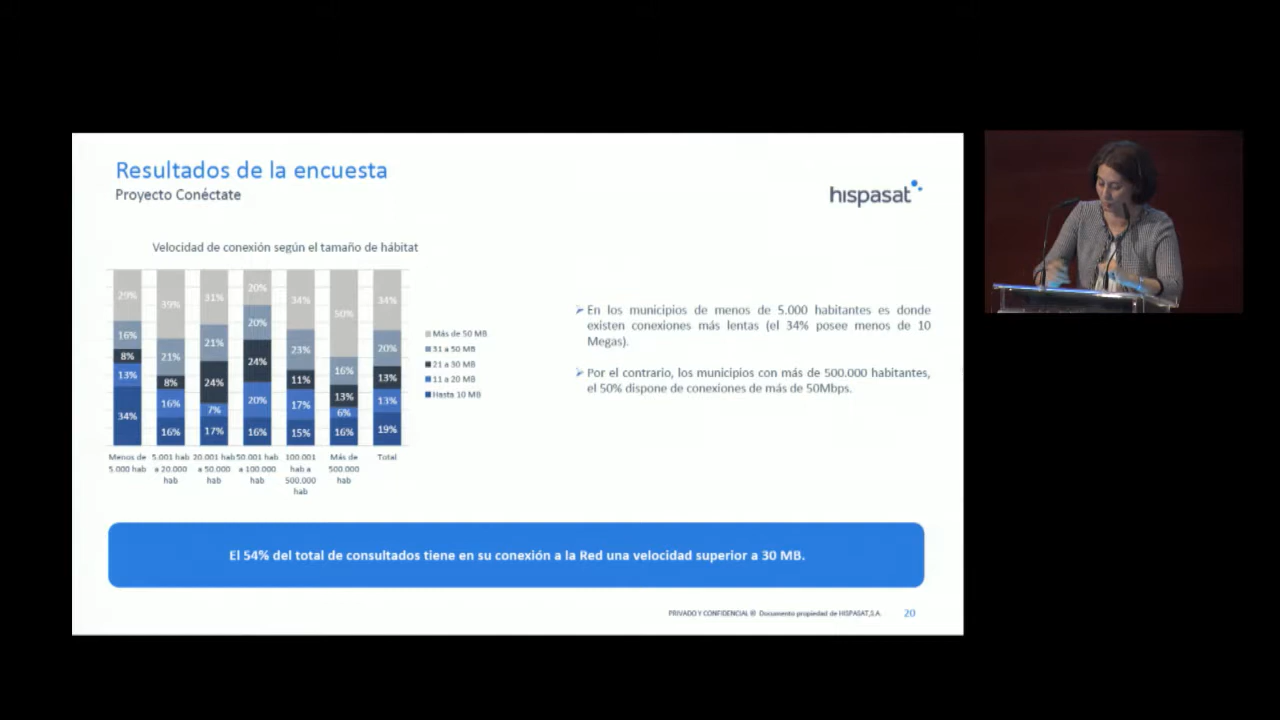 Resultados de la encuesta
Proyecto Conéctate
hispasat
Velocidad de conexión según el tamaño de hábitat
29% 39% 31% 20% 34% 50% 34%
16% 21% 21% 20% 23% 16% 20%
8% 8% 24% 24% 11% 13% 13%
13% 16% 7% 20% 17% 6% 13%
34% 16% 17% 16% 15% 16% 19%
Más de 50 MB
31 a 50 MB
21 a 30 MB
11 a 20 MB
Hasta 10 MB
Menos de 5.001 hab 20.001 hab 50.001 hab 100.001 Más de Total
5.000 hab a 20.000 a 50.000 a 100.000 hab a 500.000
hab hab hab 500.000 hab
hab
En los municipios de menos de 5.000 habitantes es donde
existen conexiones más lentas (el 34% posee menos de 10
Megas).
Por el contrario, los municipios con más de 500.000 habitantes,
el 50% dispone de conexiones de más de 50Mbps.
El 54% del total de consultados tiene en su conexión a la Red una velocidad superior a 30 MB.
PRIVADO Y CONFIDENCIAL ® Documento propiedad de HISPASAT,S.A. 20